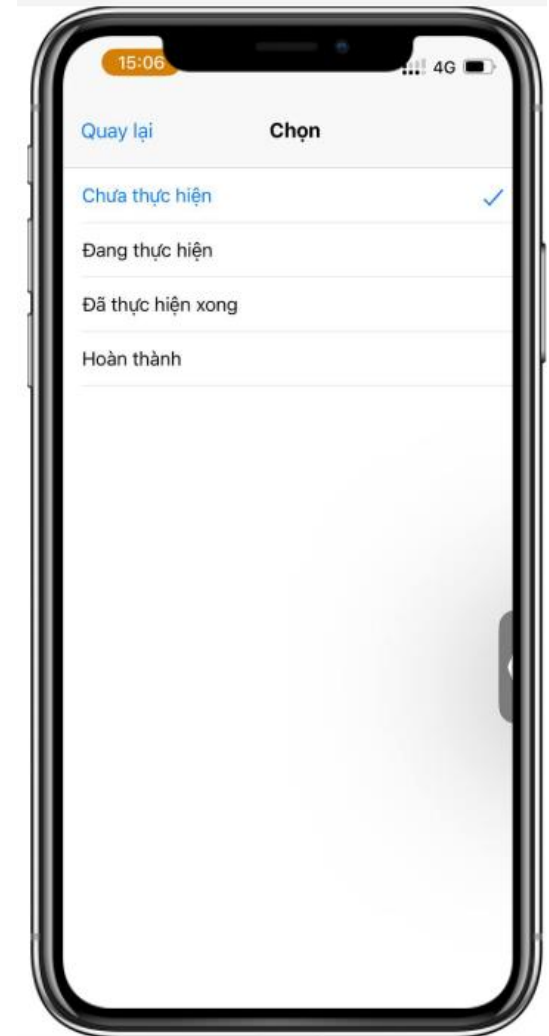 15:06
4G
Quay lại
Chọn
Chưa thực hiện
Đang thực hiện
Đã thực hiện xong
Hoàn thành